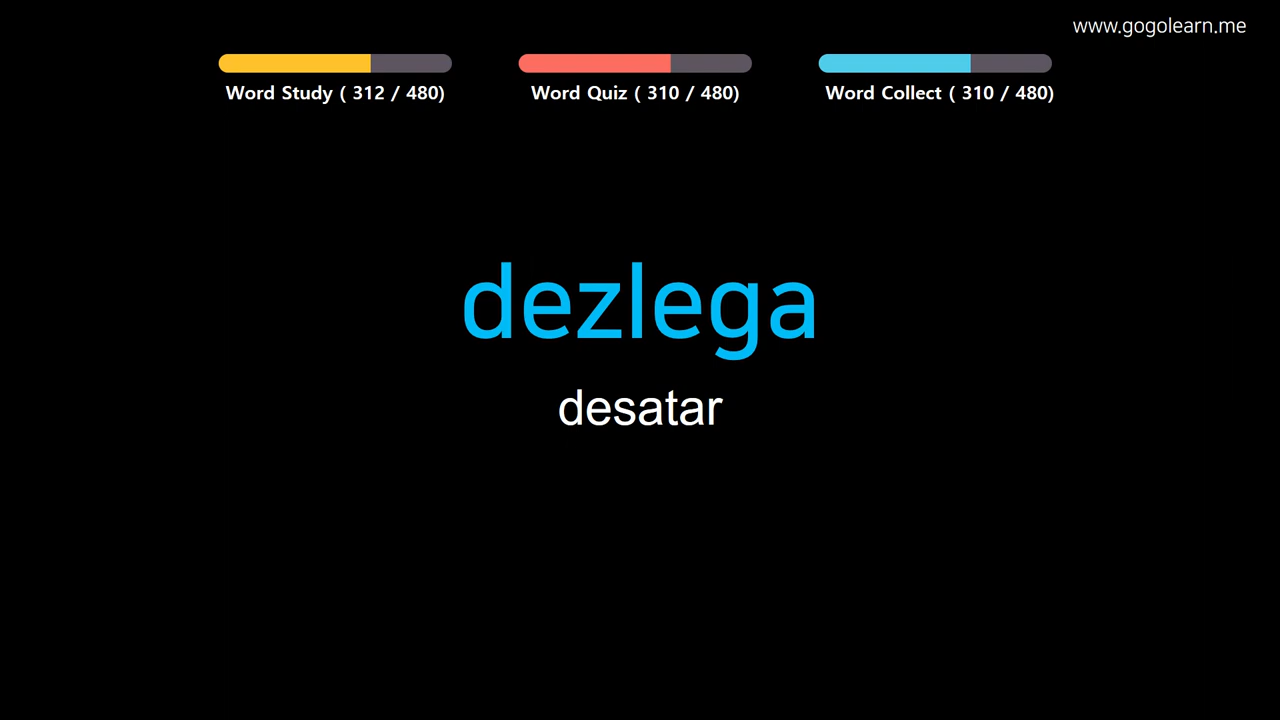 www.gogolearn.me
Word Study ( 312 / 480)
Word Quiz ( 310 / 480)
Word Collect ( 310 / 480)
dezlega
desatar